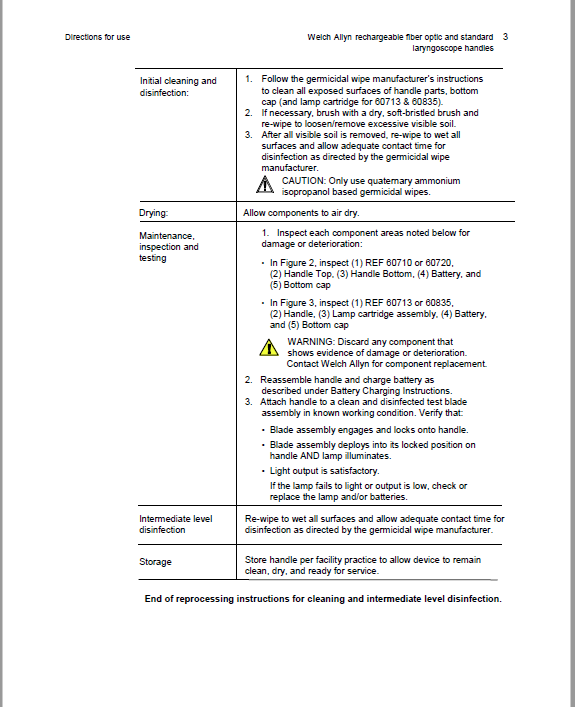 Directions for use
Welch Allyn rechargeable fiber optic and standard 3
laryngoscope handles
Initial cleaning and
disinfection:
1. Follow the germicidal wipe manufacturer's instructions
to clean all exposed surfaces of handle parts, bottom
cap (and lamp cartridge for 60713 & 60835).
2. If necessary, brush with a dry, soft-bristled brush and
re-wipe to loosen/remove excessive visible soil.
3. After all visible soil is removed, re-wipe to wet all
surfaces and allow adequate contact time for
disinfection as directed by the germicidal wipe
manufacturer.
CAUTION: Only use quaternary ammonium
isopropanol based germicidal wipes.
Drying:
Allow components to air dry.
Maintenance,
inspection and
testing
1. Inspect each component areas noted below for
damage or deterioration:
· In Figure 2, inspect (1) REF 60710 or 60720,
(2) Handle Top, (3) Handle Bottom, (4) Battery, and
(5) Bottom cap
· In Figure 3, inspect (1) REF 60713 or 60835,
(2) Handle, (3) Lamp cartridge assembly, (4) Battery,
and (5) Bottom cap
WARNING: Discard any component that
shows evidence of damage or deterioration.
Contact Welch Allyn for component replacement.
2. Reassemble handle and charge battery as
described under Battery Charging Instructions.
3. Attach handle to a clean and disinfected test blade
assembly in known working condition. Verify that:
• Blade assembly engages and locks onto handle.
• Blade assembly deploys into its locked position on
handle AND lamp illuminates.
• Light output is satisfactory.
If the lamp fails to light or output is low, check or
replace the lamp and/or batteries.
Intermediate level
disinfection
Re-wipe to wet all surfaces and allow adequate contact time for
disinfection as directed by the germicidal wipe manufacturer.
Storage
Store handle per facility practice to allow device to remain
clean, dry, and ready for service.
End of reprocessing instructions for cleaning and intermediate level disinfection.